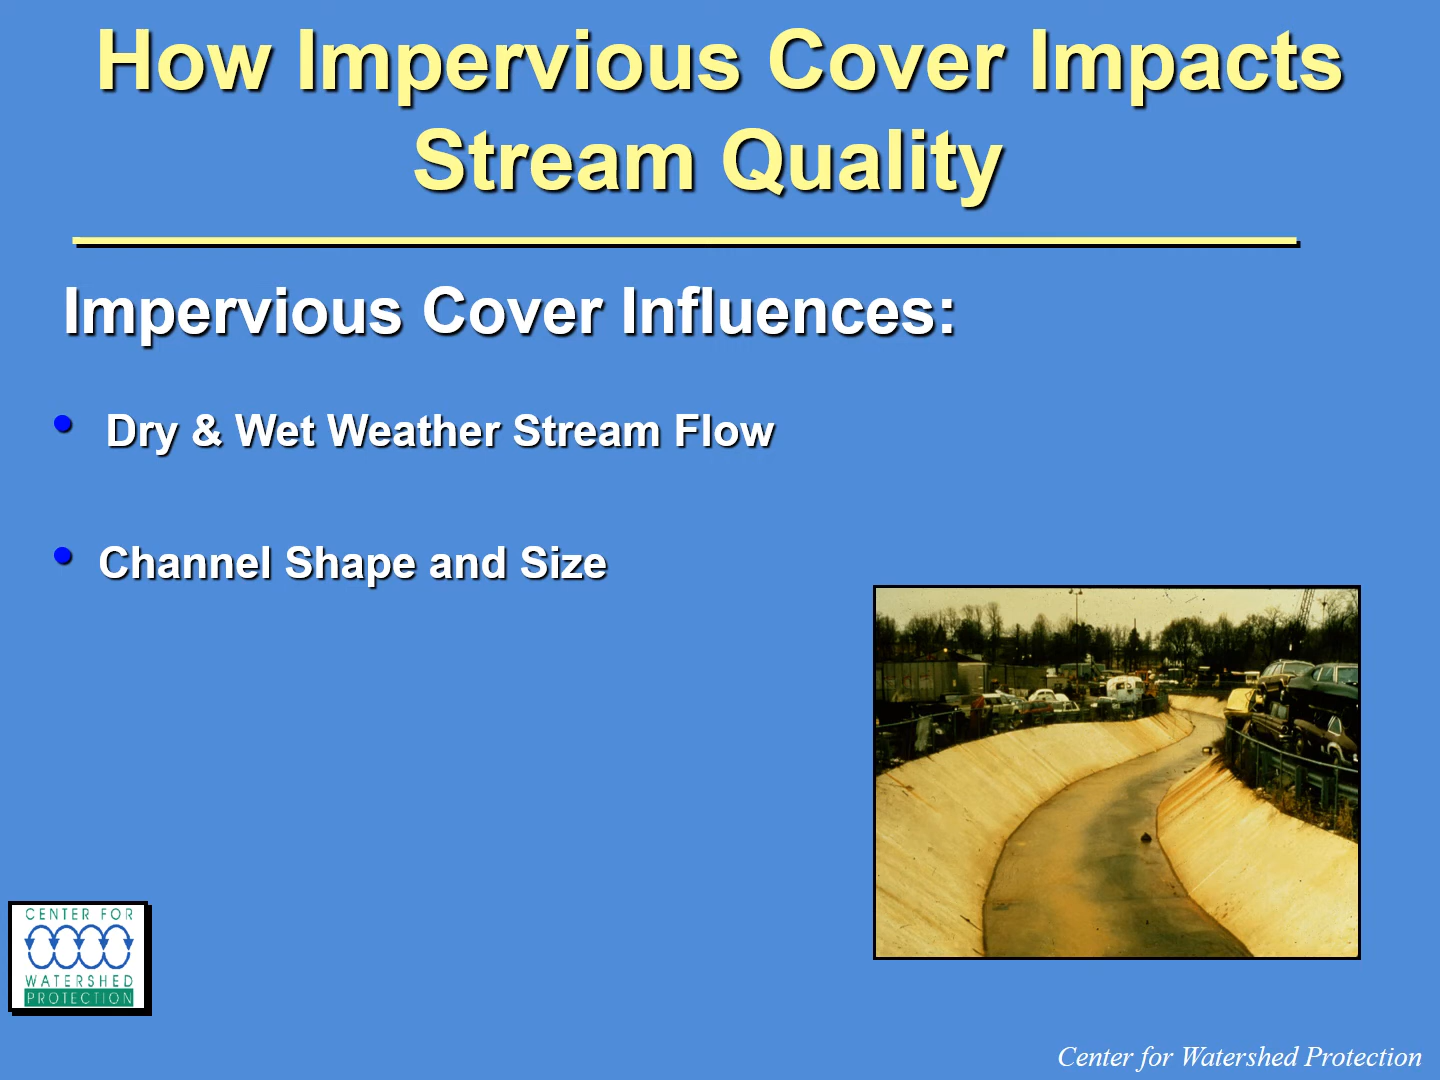 How Impervious Cover Impacts
Stream Quality
Impervious Cover Influences:
• Dry & Wet Weather Stream Flow
• Channel Shape and Size
CENTER FOR
WATERSHED
PROTECTION
Center for Watershed Protection